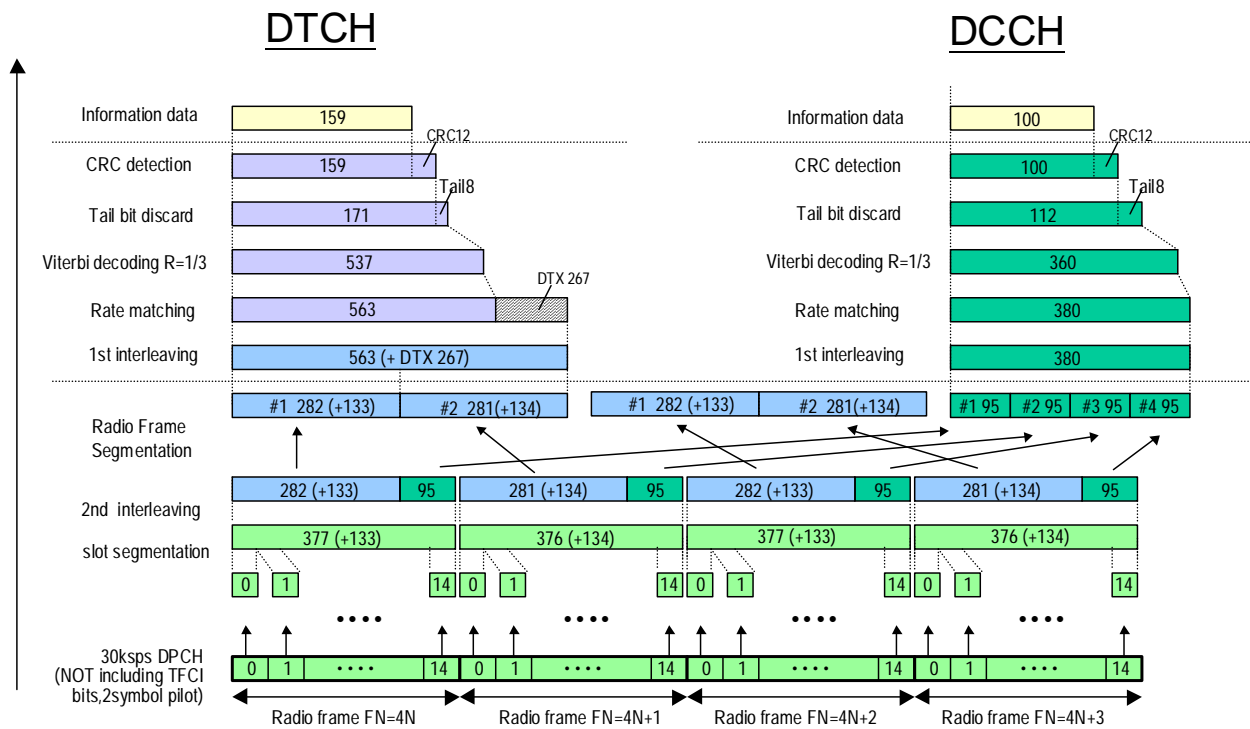 DTCH DCCH
Information data 159 Information data 100
CRC12 CRC12
CRC detection 159 CRC detection 100
Tail8 Tail8
Tail bit discard 171 Tail bit discard 112
Viterbi decoding R=1/3 537 Viterbi decoding R=1/3 360
DTX 267
Rate matching 563 Rate matching 380
1st interleaving 563 (+ DTX 267) 1st interleaving 380
#1 282 (+133) #2 281(+134) #1 282 (+133) #2 281(+134) #1 95 #2 95 #3 95 #4 95
Radio Frame
Segmentation
282 (+133) 95 281 (+134) 95 282 (+133) 95 281 (+134) 95
2nd interleaving
377 (+133) 376 (+134) 377 (+133) 376 (+134)
slot segmentation
0 1 14 0 1 14 0 1 14 0 1 14
• • • • • • • • • • • • • • • •
30ksps DPCH
(NOT including TFCI
bits,2symbol pilot)
0 1 • • • • 14 0 1 • • • • 14 0 1 • • • • 14 0 1 • • • • 14
Radio frame FN=4N Radio frame FN=4N+1 Radio frame FN=4N+2 Radio frame FN=4N+3